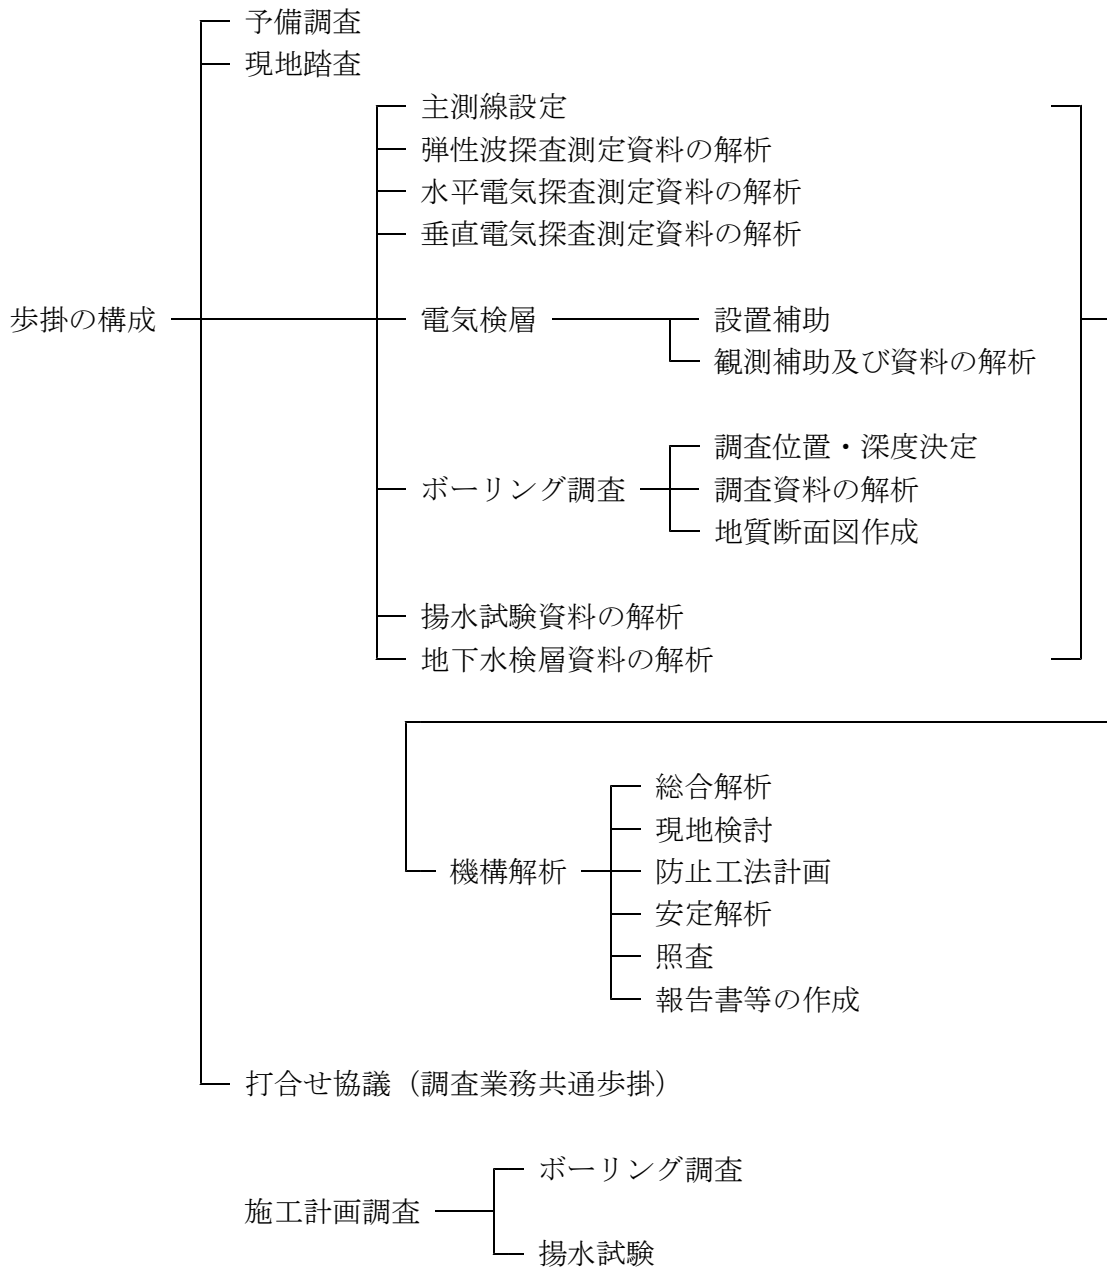 予備調査
現地踏査
主測線設定
弾性波探査測定資料の解析
水平電気探査測定資料の解析
垂直電気探査測定資料の解析
歩掛の構成
電気検層
設置補助
観測補助及び資料の解析
調査位置・深度決定
ボーリング調査
調査資料の解析
地質断面図作成
揚水試験資料の解析
地下水検層資料の解析
総合解析
現地検討
機構解析
防止工法計画
安定解析
照査
報告書等の作成
打合せ協議（調査業務共通歩掛）
ボーリング調査
施工計画調査
揚水試験